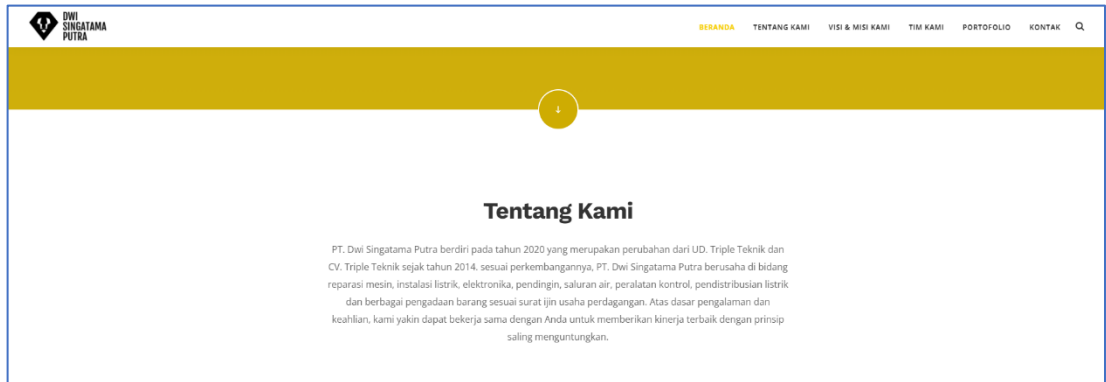 DWI
SINGATAMA
PUTRA
BERANDA TENTANG KAMI VISI & MISI KAMI TIM KAMI PORTOFOLIO KONTAK
Tentang Kami
PT. Dwi Singatama Putra berdiri pada tahun 2020 yang merupakan perubahan dari UD. Triple Teknik dan
CV. Triple Teknik sejak tahun 2014. sesuai perkembangannya, PT. Dwi Singatama Putra berusaha di bidang
reparasi mesin, instalasi listrik, elektronika, pendingin, saluran air, peralatan kontrol, pendistribusian listrik
dan berbagai pengadaan barang sesuai surat ijin usaha perdagangan. Atas dasar pengalaman dan
keahlian, kami yakin dapat bekerja sama dengan Anda untuk memberikan kinerja terbaik dengan prinsip
saling menguntungkan.